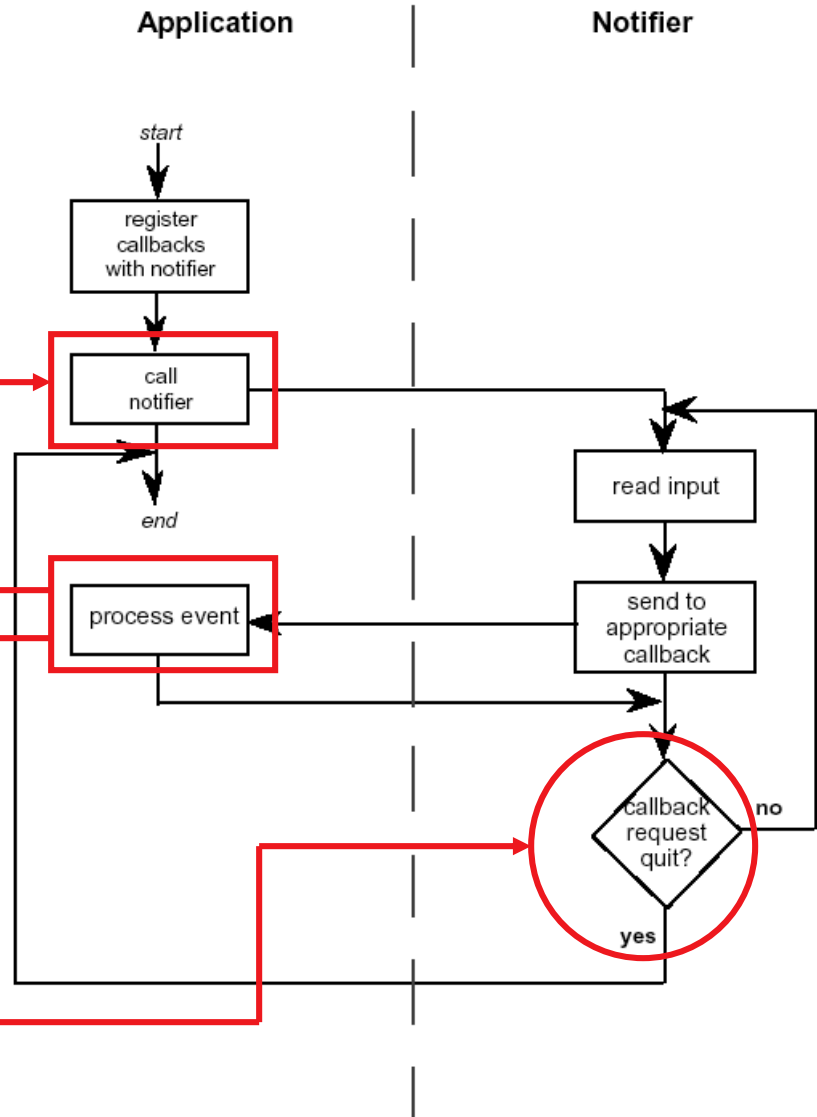 Application
Notifier
start
register
callbacks
with notifier
call
notifier
end
read input
process event
send to
appropriate
callback
callback
request
quit?
no
yes